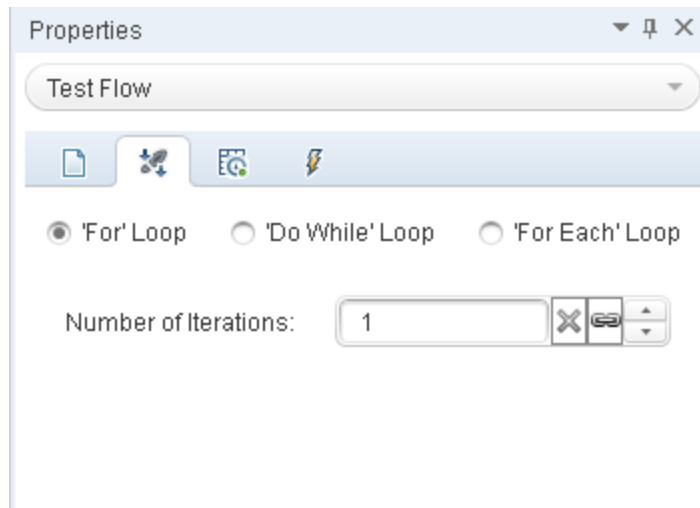 Properties
Test Flow
'For' Loop 'Do While' Loop 'For Each' Loop
Number of Iterations: 1